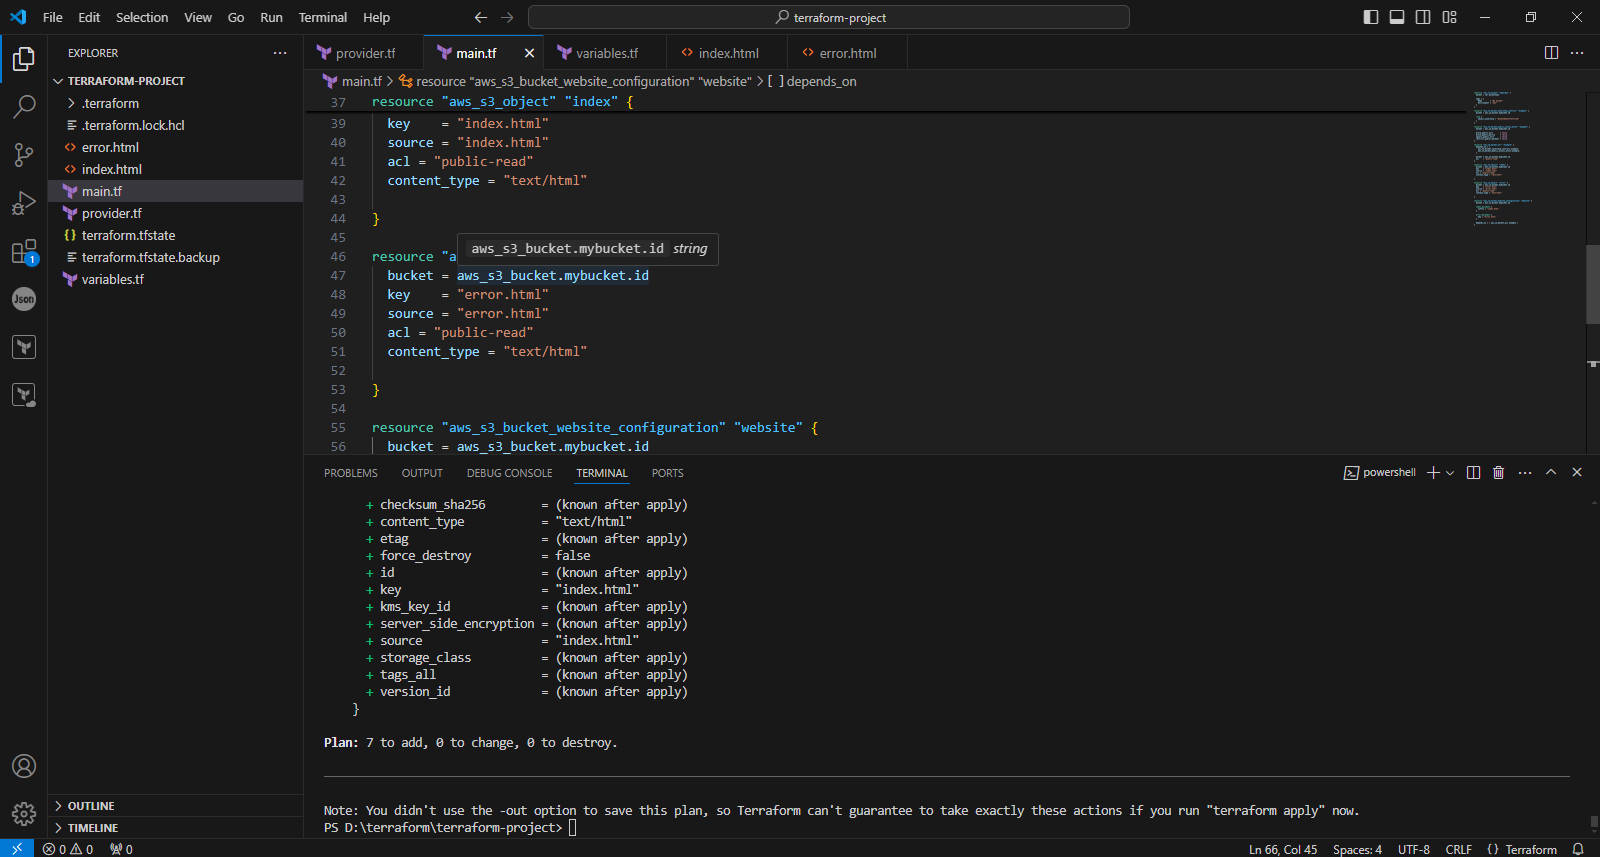 File Edit Selection View Go Run Terminal Help
terraform-project
EXPLORER
TERRAFORM-PROJECT
.terraform
.terraform.lock.hcl
error.html
index.html
main.tf
provider.tf
terraform.tfstate
terraform.tfstate.backup
variables.tf
OUTLINE
TIMELINE
1
Json
provider.tf main.tf variables.tf index.html error.html
main.tf > resource "aws_s3_bucket_website_configuration" "website" > [ ] depends_on
37 resource "aws_s3_object" "index" {
39 key = "index.html"
40 source = "index.html"
41 acl = "public-read"
42 content_type = "text/html"
43
44 }
45
aws_s3_bucket.mybucket.id string
46 resource "a
47 bucket = aws_s3_bucket.mybucket.id
48 key = "error.html"
49 source = "error.html"
50 acl = "public-read"
51 content_type = "text/html"
52
53 }
54
55 resource "aws_s3_bucket_website_configuration" "website" {
56 bucket = aws_s3_bucket.mybucket.id
PROBLEMS OUTPUT DEBUG CONSOLE TERMINAL PORTS
powershell
+ checksum_sha256 = (known after apply)
+ content_type = "text/html"
+ etag = (known after apply)
+ force_destroy = false
+ id = (known after apply)
+ key = "index.html"
+ kms_key_id = (known after apply)
+ server_side_encryption = (known after apply)
+ source = "index.html"
+ storage_class = (known after apply)
+ tags_all = (known after apply)
+ version_id = (known after apply)
}
Plan: 7 to add, 0 to change, 0 to destroy.
Note: You didn't use the -out option to save this plan, so Terraform can't guarantee to take exactly these actions if you run "terraform apply" now.
PS D:\terraform\terraform-project>
0 0 0
Ln 66, Col 45 Spaces: 4 UTF-8 CRLF {} Terraform